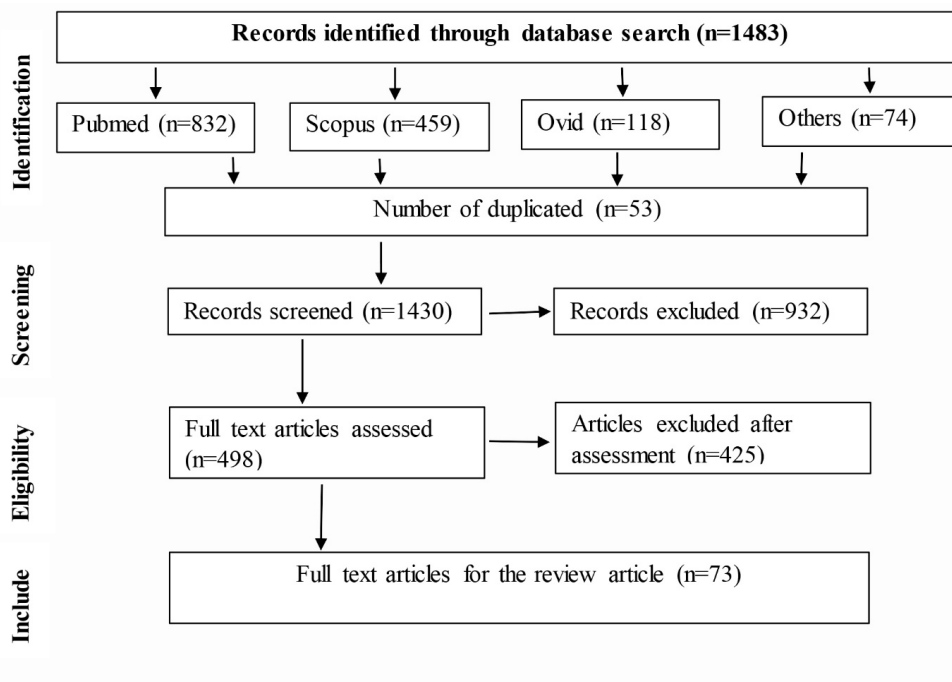 Records identified through database search (n=1483)
Identification
Pubmed (n=832)
Scopus (n=459)
Ovid (n=118)
Others (n=74)
Number of duplicated (n=53)
Screening
Records screened (n=1430)
Records excluded (n=932)
Eligibility
Full text articles assessed
(n=498)
Articles excluded after
assessment (n=425)
Include
Full text articles for the review article (n=73)